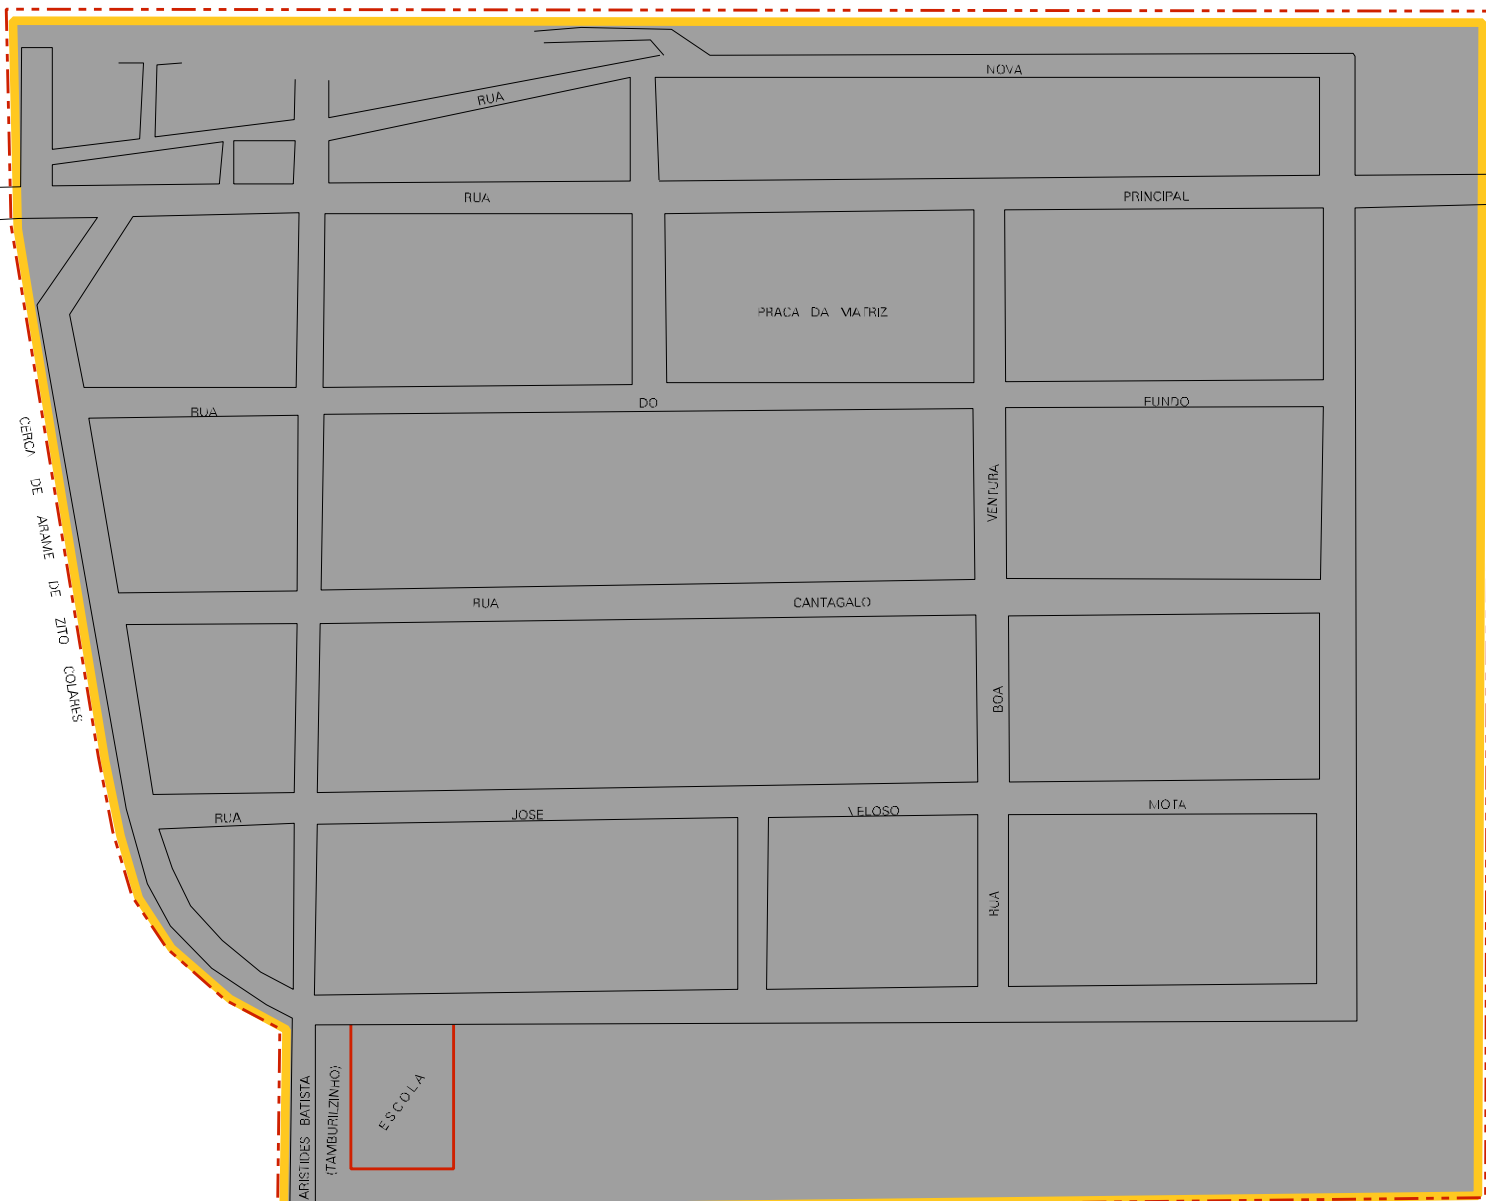 NOVA
RUA
RUA PRINCIPAL
PRACA DA MATRIZ
RUA DO FUNDO
CERCA DE ARAME DE ZITO COLARES
VENTURA
RUA CANTAGALO
BOA
RUA JOSE VELOSO MOTA
RUA
ARISTIDES BATISTA
(TAMBURILZINHO)
ESCOLA